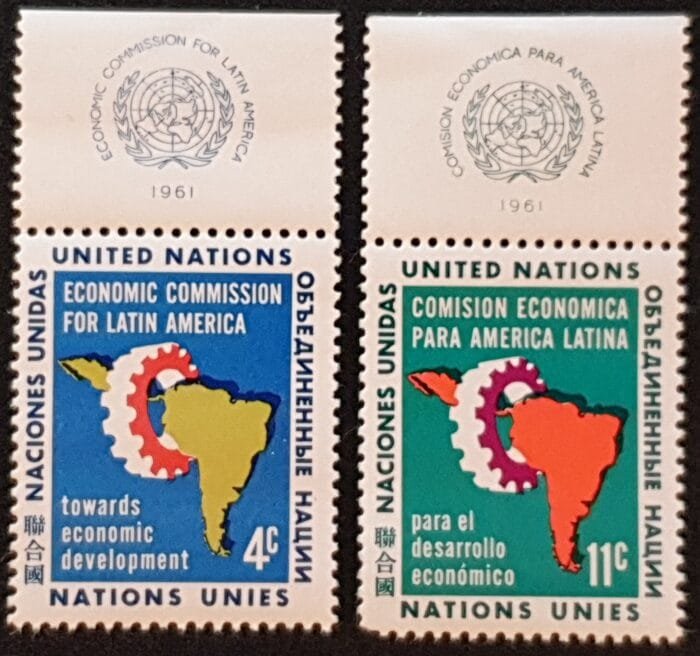 ECONOMIC COMMISSION FOR LATIN AMERICA
1961
UNITED NATIONS
NACIONES UNIDAS
聯合國
ECONOMIC COMMISSION
FOR LATIN AMERICA
towards
economic
development
4c
ОБЪЕДИНЕННЫЕ НАЦИИ
NATIONS UNIES
COMISION ECONOMICA PARA AMERICA LATINA
1961
UNITED NATIONS
NACIONES UNIDAS
聯合國
COMISION ECONOMICA
PARA AMERICA LATINA
para el
desarrollo
económico
11c
ОБЪЕДИНЕННЫЕ НАЦИИ
NATIONS UNIES